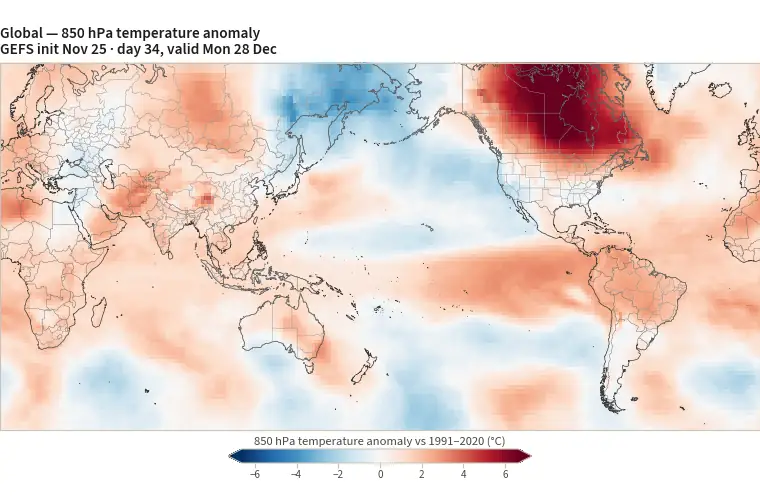 Global — 850 hPa temperature anomaly
GEFS init Nov 25 · day 34, valid Mon 28 Dec
850 hPa temperature anomaly vs 1991–2020 (°C)
−6 −4 −2 0 2 4 6